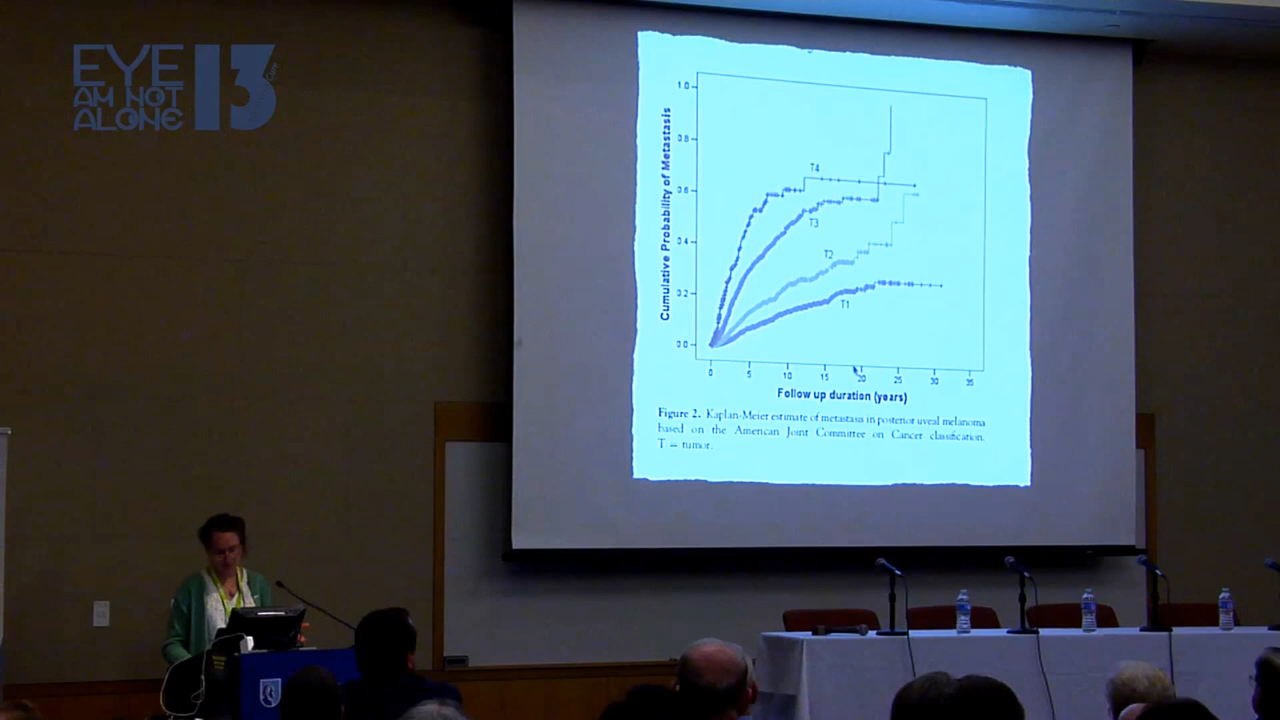 EYE
AM NOT
ALONE
13
1.0
0.8
0.6
0.4
0.2
0.0
Cumulative Probability of Metastasis
T4
T3
T2
T1
0 5 10 15 20 25 30 35
Follow up duration (years)
Figure 2. Kaplan-Meier estimate of metastasis in posterior uveal melanoma
based on the American Joint Committee on Cancer classification.
T = tumor.